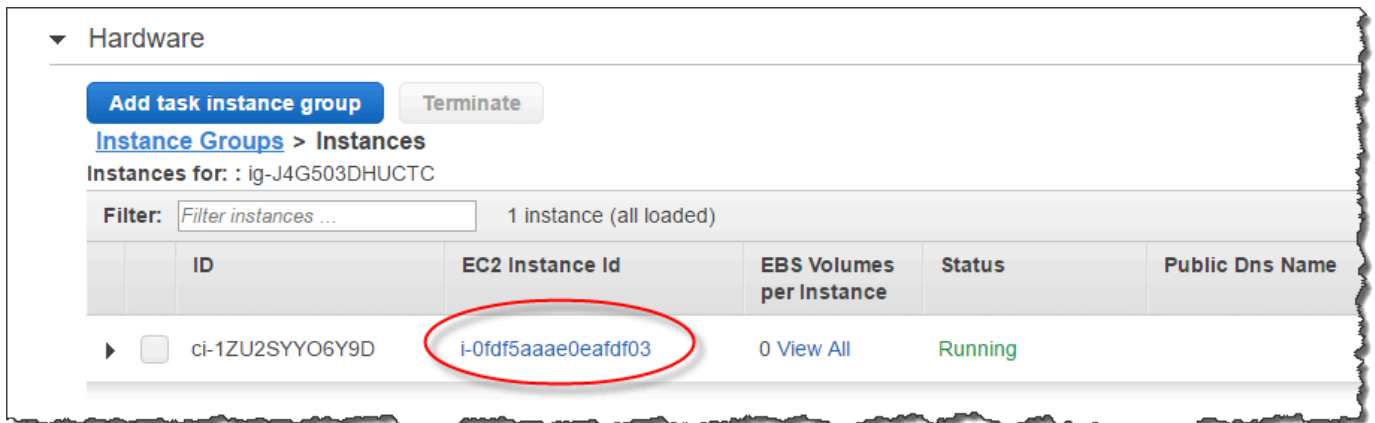 Hardware
Add task instance group Terminate
Instance Groups > Instances
Instances for: : ig-J4G503DHUCTC
Filter: Filter instances ... 1 instance (all loaded)
ID EC2 Instance Id EBS Volumes per Instance Status Public Dns Name
ci-1ZU2SYYO6Y9D i-0fdf5aaae0eafdf03 0 View All Running